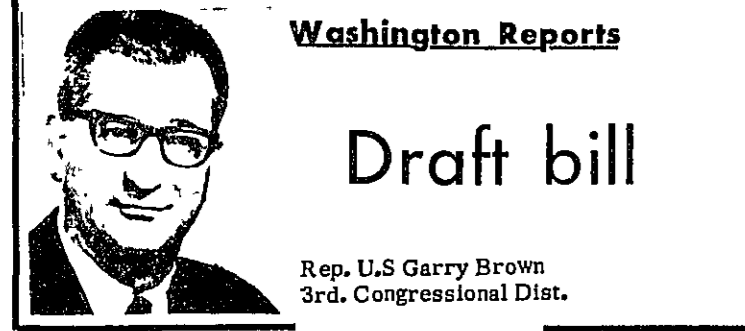 Washington Reports
Draft bill
Rep. U.S Garry Brown
3rd. Congressional Dist.